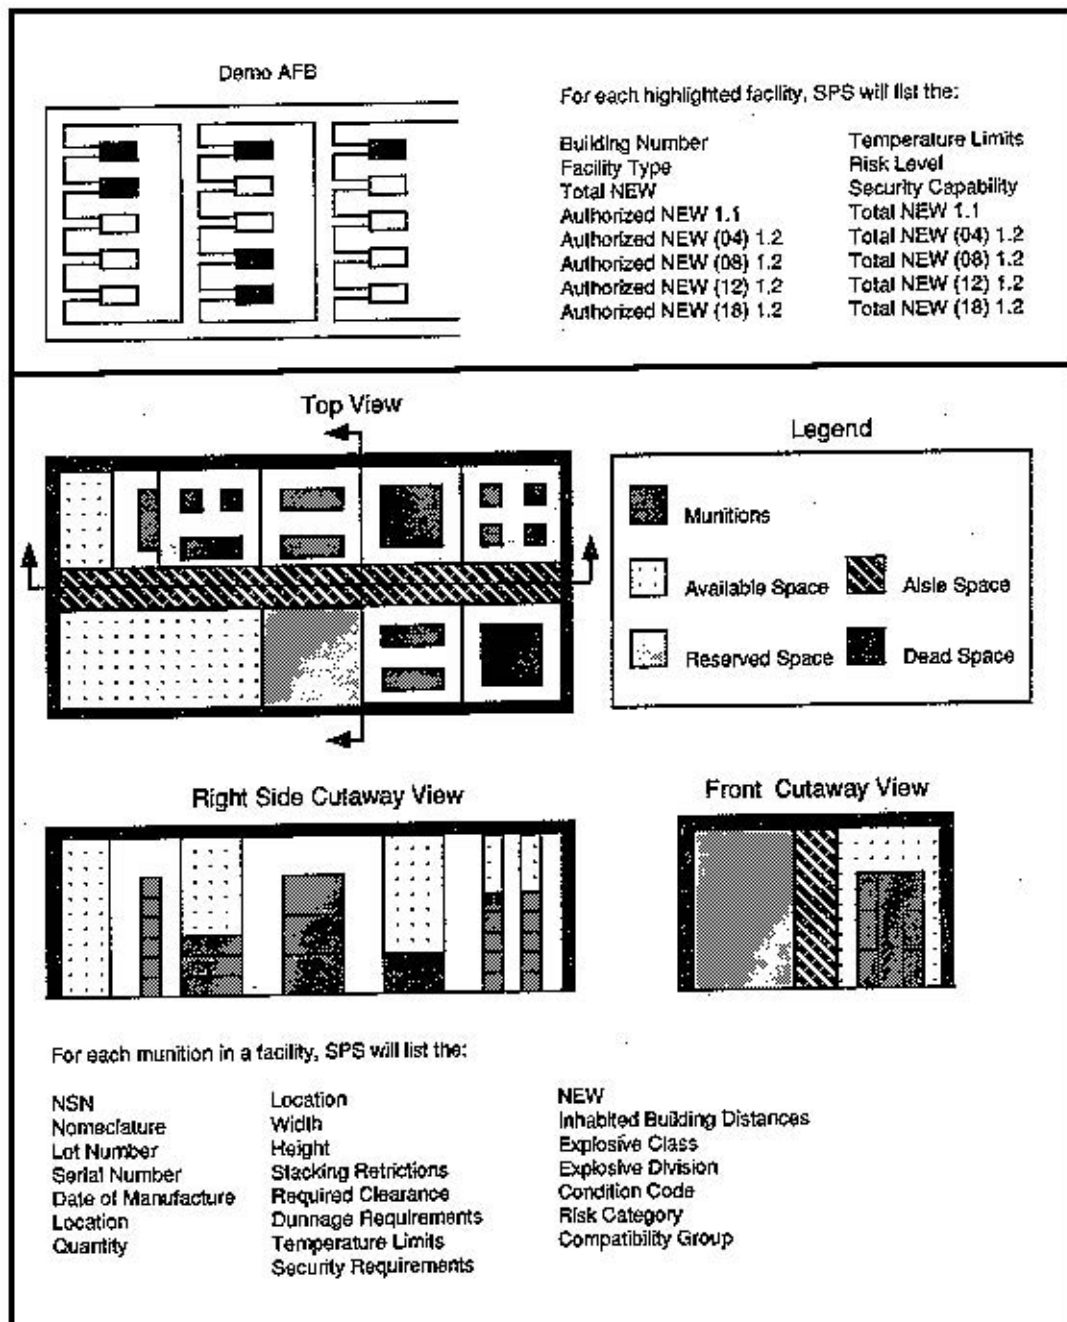 Demo AFB
For each highlighted facility, SPS will list the:
Building Number
Facility Type
Total NEW
Authorized NEW 1.1
Authorized NEW (04) 1.2
Authorized NEW (08) 1.2
Authorized NEW (12) 1.2
Authorized NEW (18) 1.2
Temperature Limits
Risk Level
Security Capability
Total NEW 1.1
Total NEW (04) 1.2
Total NEW (08) 1.2
Total NEW (12) 1.2
Total NEW (18) 1.2
Top View
Legend
Munitions
Available Space
Aisle Space
Reserved Space
Dead Space
Right Side Cutaway View
Front Cutaway View
For each munition in a facility, SPS will list the:
NSN
Nomeclature
Lot Number
Serial Number
Date of Manufacture
Location
Quantity
Location
Width
Height
Stacking Retrictions
Required Clearance
Dunnage Requirements
Temperature Limits
Security Requirements
NEW
Inhabited Building Distances
Explosive Class
Explosive Division
Condition Code
Risk Category
Compatibility Group